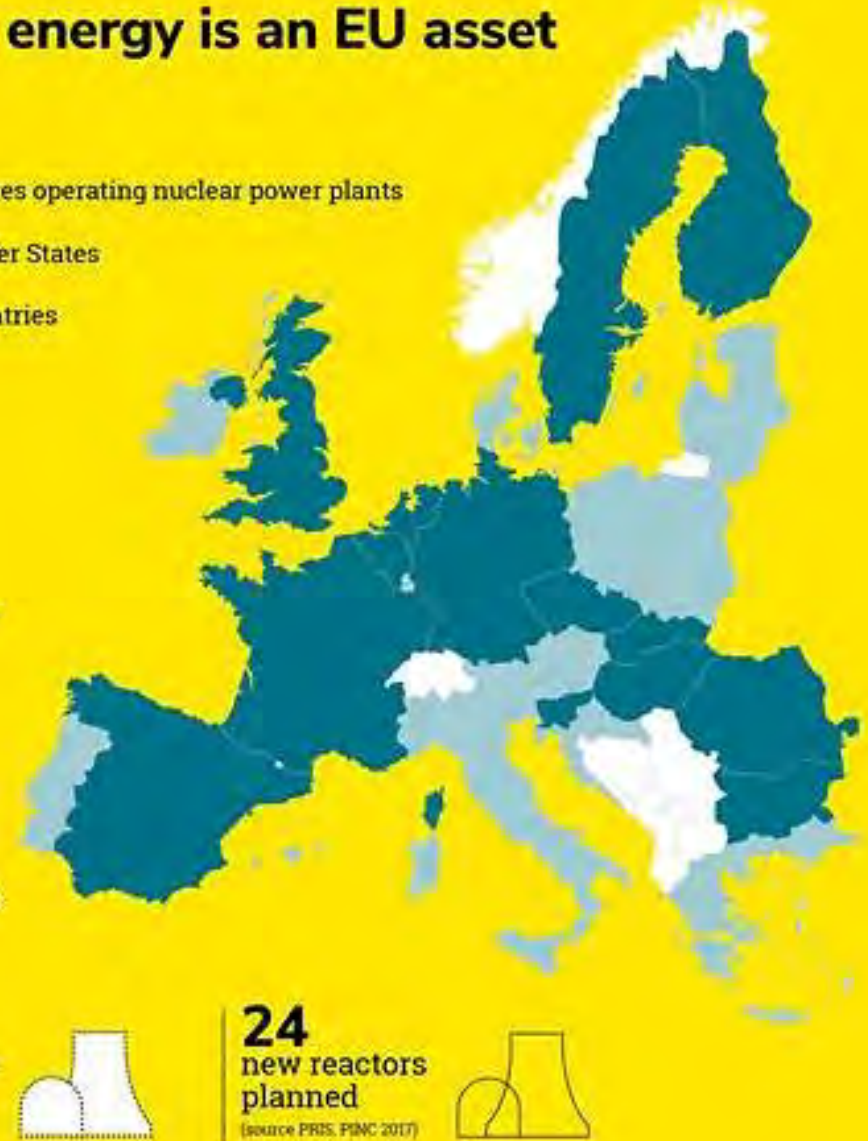 energy is an EU asset
es operating nuclear power plants
er States
tries
24
new reactors
planned
(source PRIS, PINC 2017)